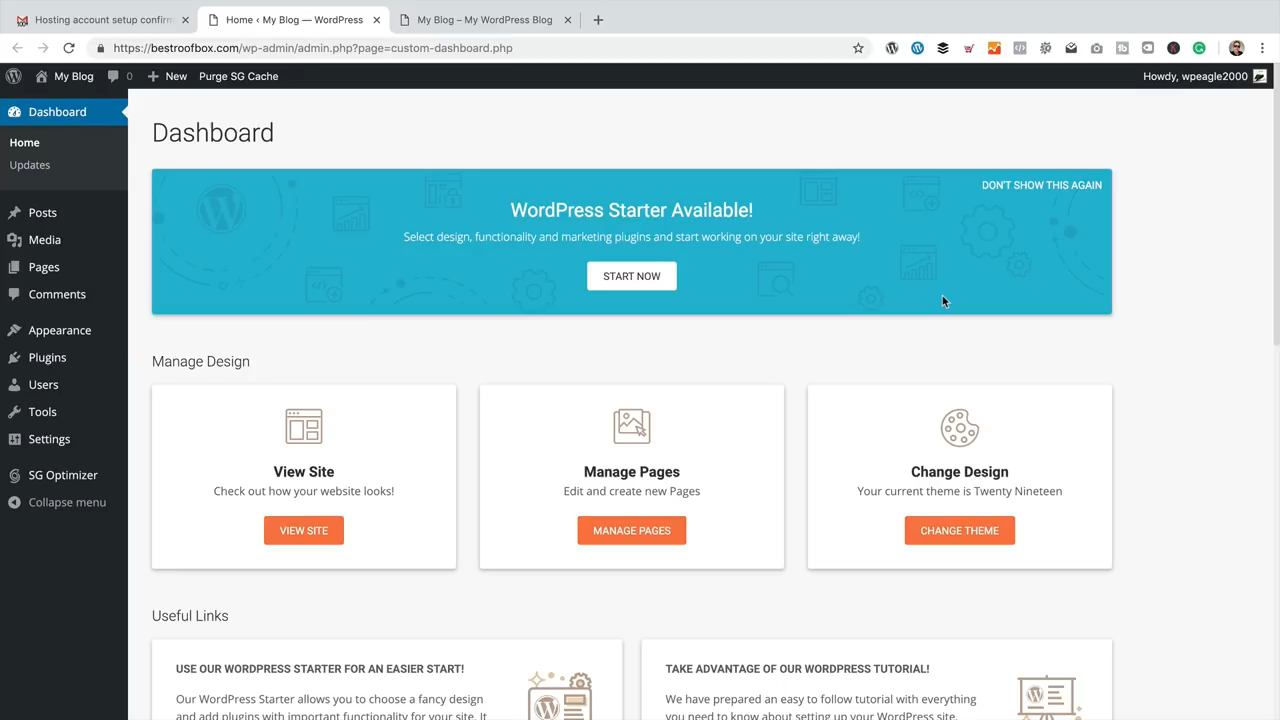 Hosting account setup confirm
Home ‹ My Blog — WordPress
My Blog – My WordPress Blog
https://bestroofbox.com/wp-admin/admin.php?page=custom-dashboard.php
My Blog
0
New
Purge SG Cache
Howdy, wpeagle2000
Dashboard
Home
Updates
Posts
Media
Pages
Comments
Appearance
Plugins
Users
Tools
Settings
SG Optimizer
Collapse menu
Dashboard
DON'T SHOW THIS AGAIN
WordPress Starter Available!
Select design, functionality and marketing plugins and start working on your site right away!
START NOW
Manage Design
View Site
Check out how your website looks!
VIEW SITE
Manage Pages
Edit and create new Pages
MANAGE PAGES
Change Design
Your current theme is Twenty Nineteen
CHANGE THEME
Useful Links
USE OUR WORDPRESS STARTER FOR AN EASIER START!
Our WordPress Starter allows you to choose a fancy design
and add plugins with important functionality for your site. It
TAKE ADVANTAGE OF OUR WORDPRESS TUTORIAL!
We have prepared an easy to follow tutorial with everything
you need to know about setting up your WordPress site.